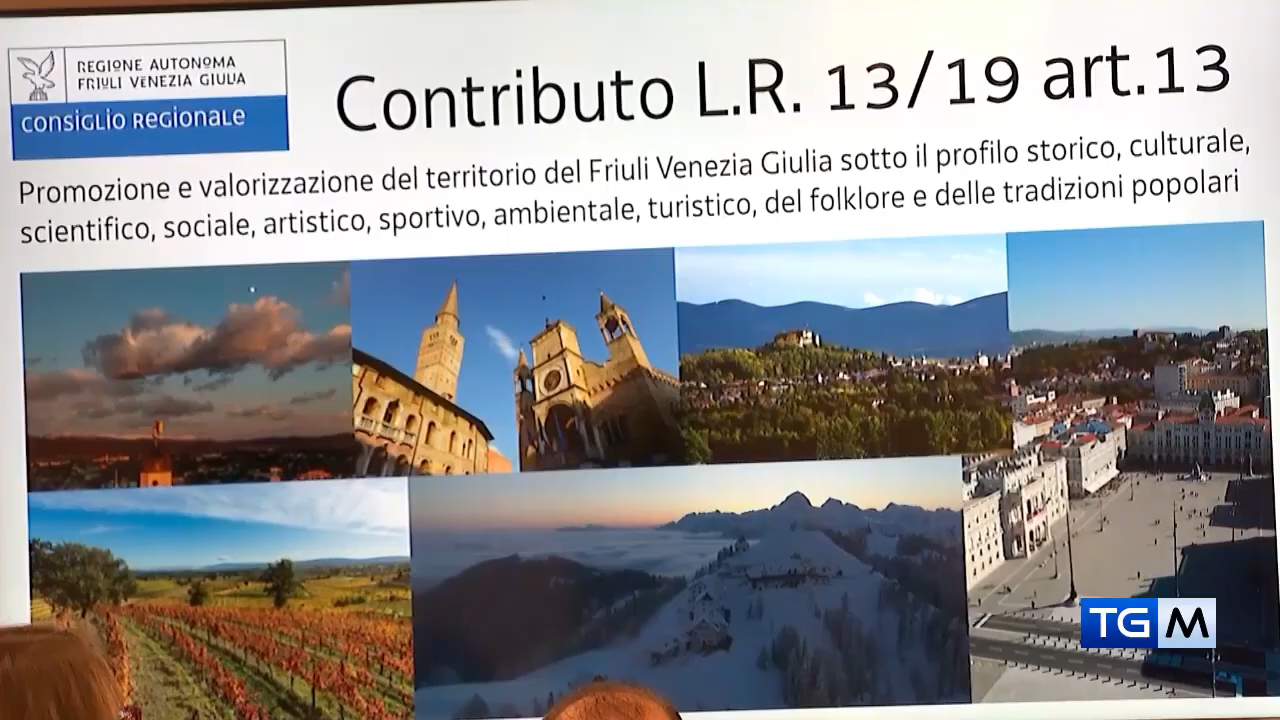 REGIONE AUTONOMA
FRIULI VENEZIA GIULIA
CONSIGLIO REGIONALE
Contributo L.R. 13/19 art.13
Promozione e valorizzazione del territorio del Friuli Venezia Giulia sotto il profilo storico, culturale,
scientifico, sociale, artistico, sportivo, ambientale, turistico, del folklore e delle tradizioni popolari
TGM